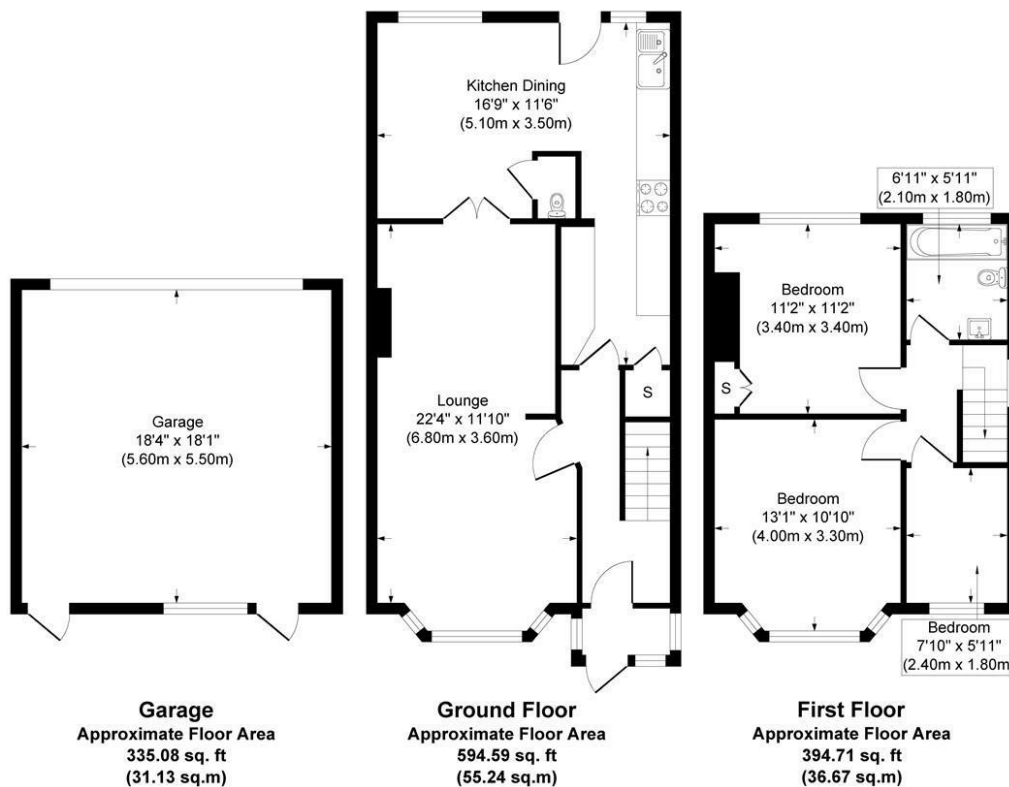 Kitchen Dining
16'9" x 11'6"
(5.10m x 3.50m)
6'11" x 5'11"
(2.10m x 1.80m)
Garage
18'4" x 18'1"
(5.60m x 5.50m)
Lounge
22'4" x 11'10"
(6.80m x 3.60m)
S
Bedroom
11'2" x 11'2"
(3.40m x 3.40m)
S
Bedroom
13'1" x 10'10"
(4.00m x 3.30m)
Bedroom
7'10" x 5'11"
(2.40m x 1.80m
Garage
Approximate Floor Area
335.08 sq. ft
(31.13 sq.m)
Ground Floor
Approximate Floor Area
594.59 sq. ft
(55.24 sq.m)
First Floor
Approximate Floor Area
394.71 sq. ft
(36.67 sq.m)